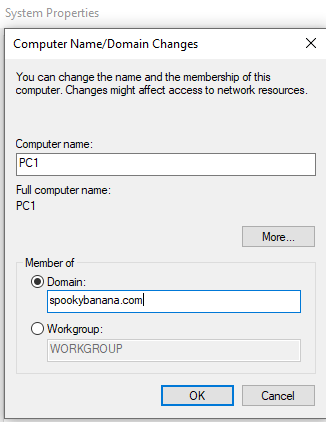 System Properties
Computer Name/Domain Changes
You can change the name and the membership of this
computer. Changes might affect access to network resources.
Computer name:
PC1
Full computer name:
PC1
More...
Member of
Domain:
spookybanana.com
Workgroup:
WORKGROUP
OK Cancel